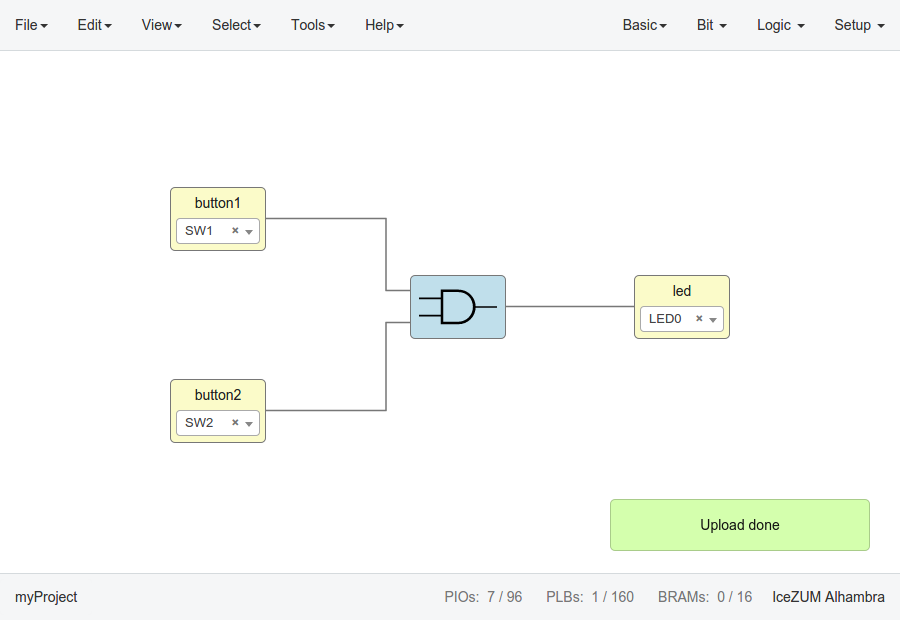 File Edit View Select Tools Help Basic Bit Logic Setup
button1
SW1 ×
led
LED0 ×
button2
SW2 ×
Upload done
myProject PIOs: 7 / 96 PLBs: 1 / 160 BRAMs: 0 / 16 IceZUM Alhambra